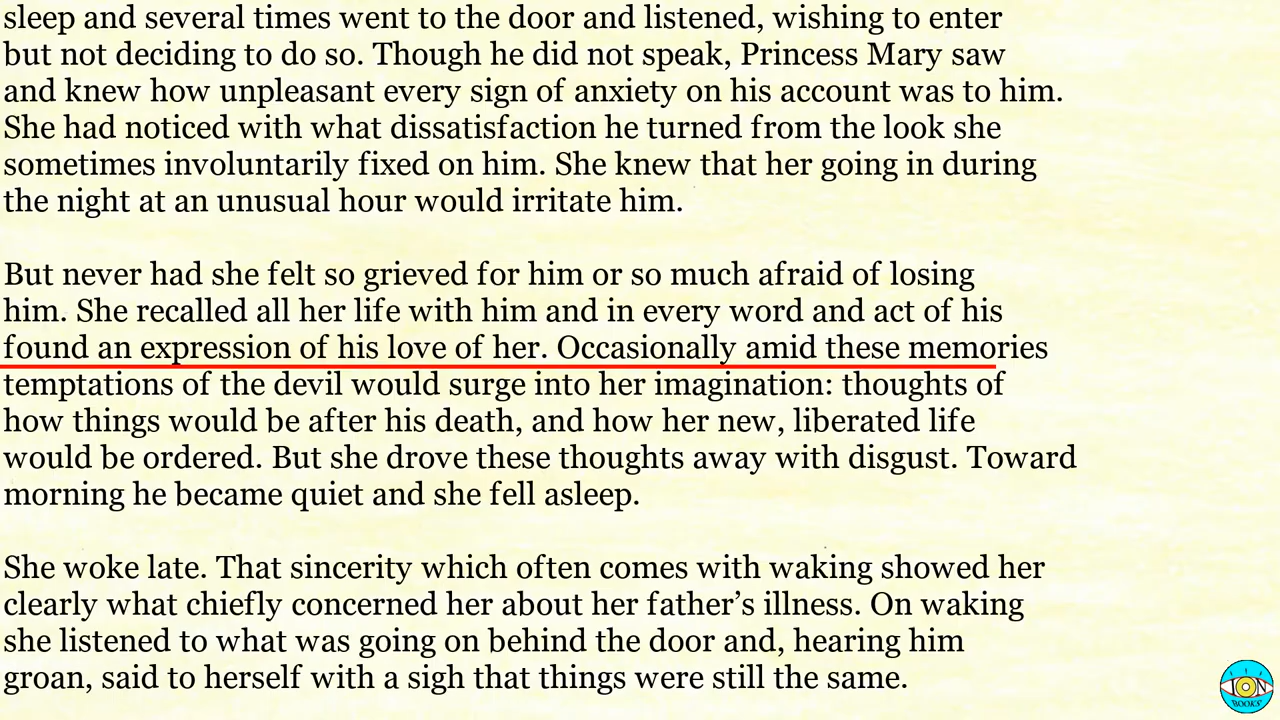 sleep and several times went to the door and listened, wishing to enter
but not deciding to do so. Though he did not speak, Princess Mary saw
and knew how unpleasant every sign of anxiety on his account was to him.
She had noticed with what dissatisfaction he turned from the look she
sometimes involuntarily fixed on him. She knew that her going in during
the night at an unusual hour would irritate him.
But never had she felt so grieved for him or so much afraid of losing
him. She recalled all her life with him and in every word and act of his
found an expression of his love of her. Occasionally amid these memories
temptations of the devil would surge into her imagination: thoughts of
how things would be after his death, and how her new, liberated life
would be ordered. But she drove these thoughts away with disgust. Toward
morning he became quiet and she fell asleep.
She woke late. That sincerity which often comes with waking showed her
clearly what chiefly concerned her about her father’s illness. On waking
she listened to what was going on behind the door and, hearing him
groan, said to herself with a sigh that things were still the same.
ION
BOOKS